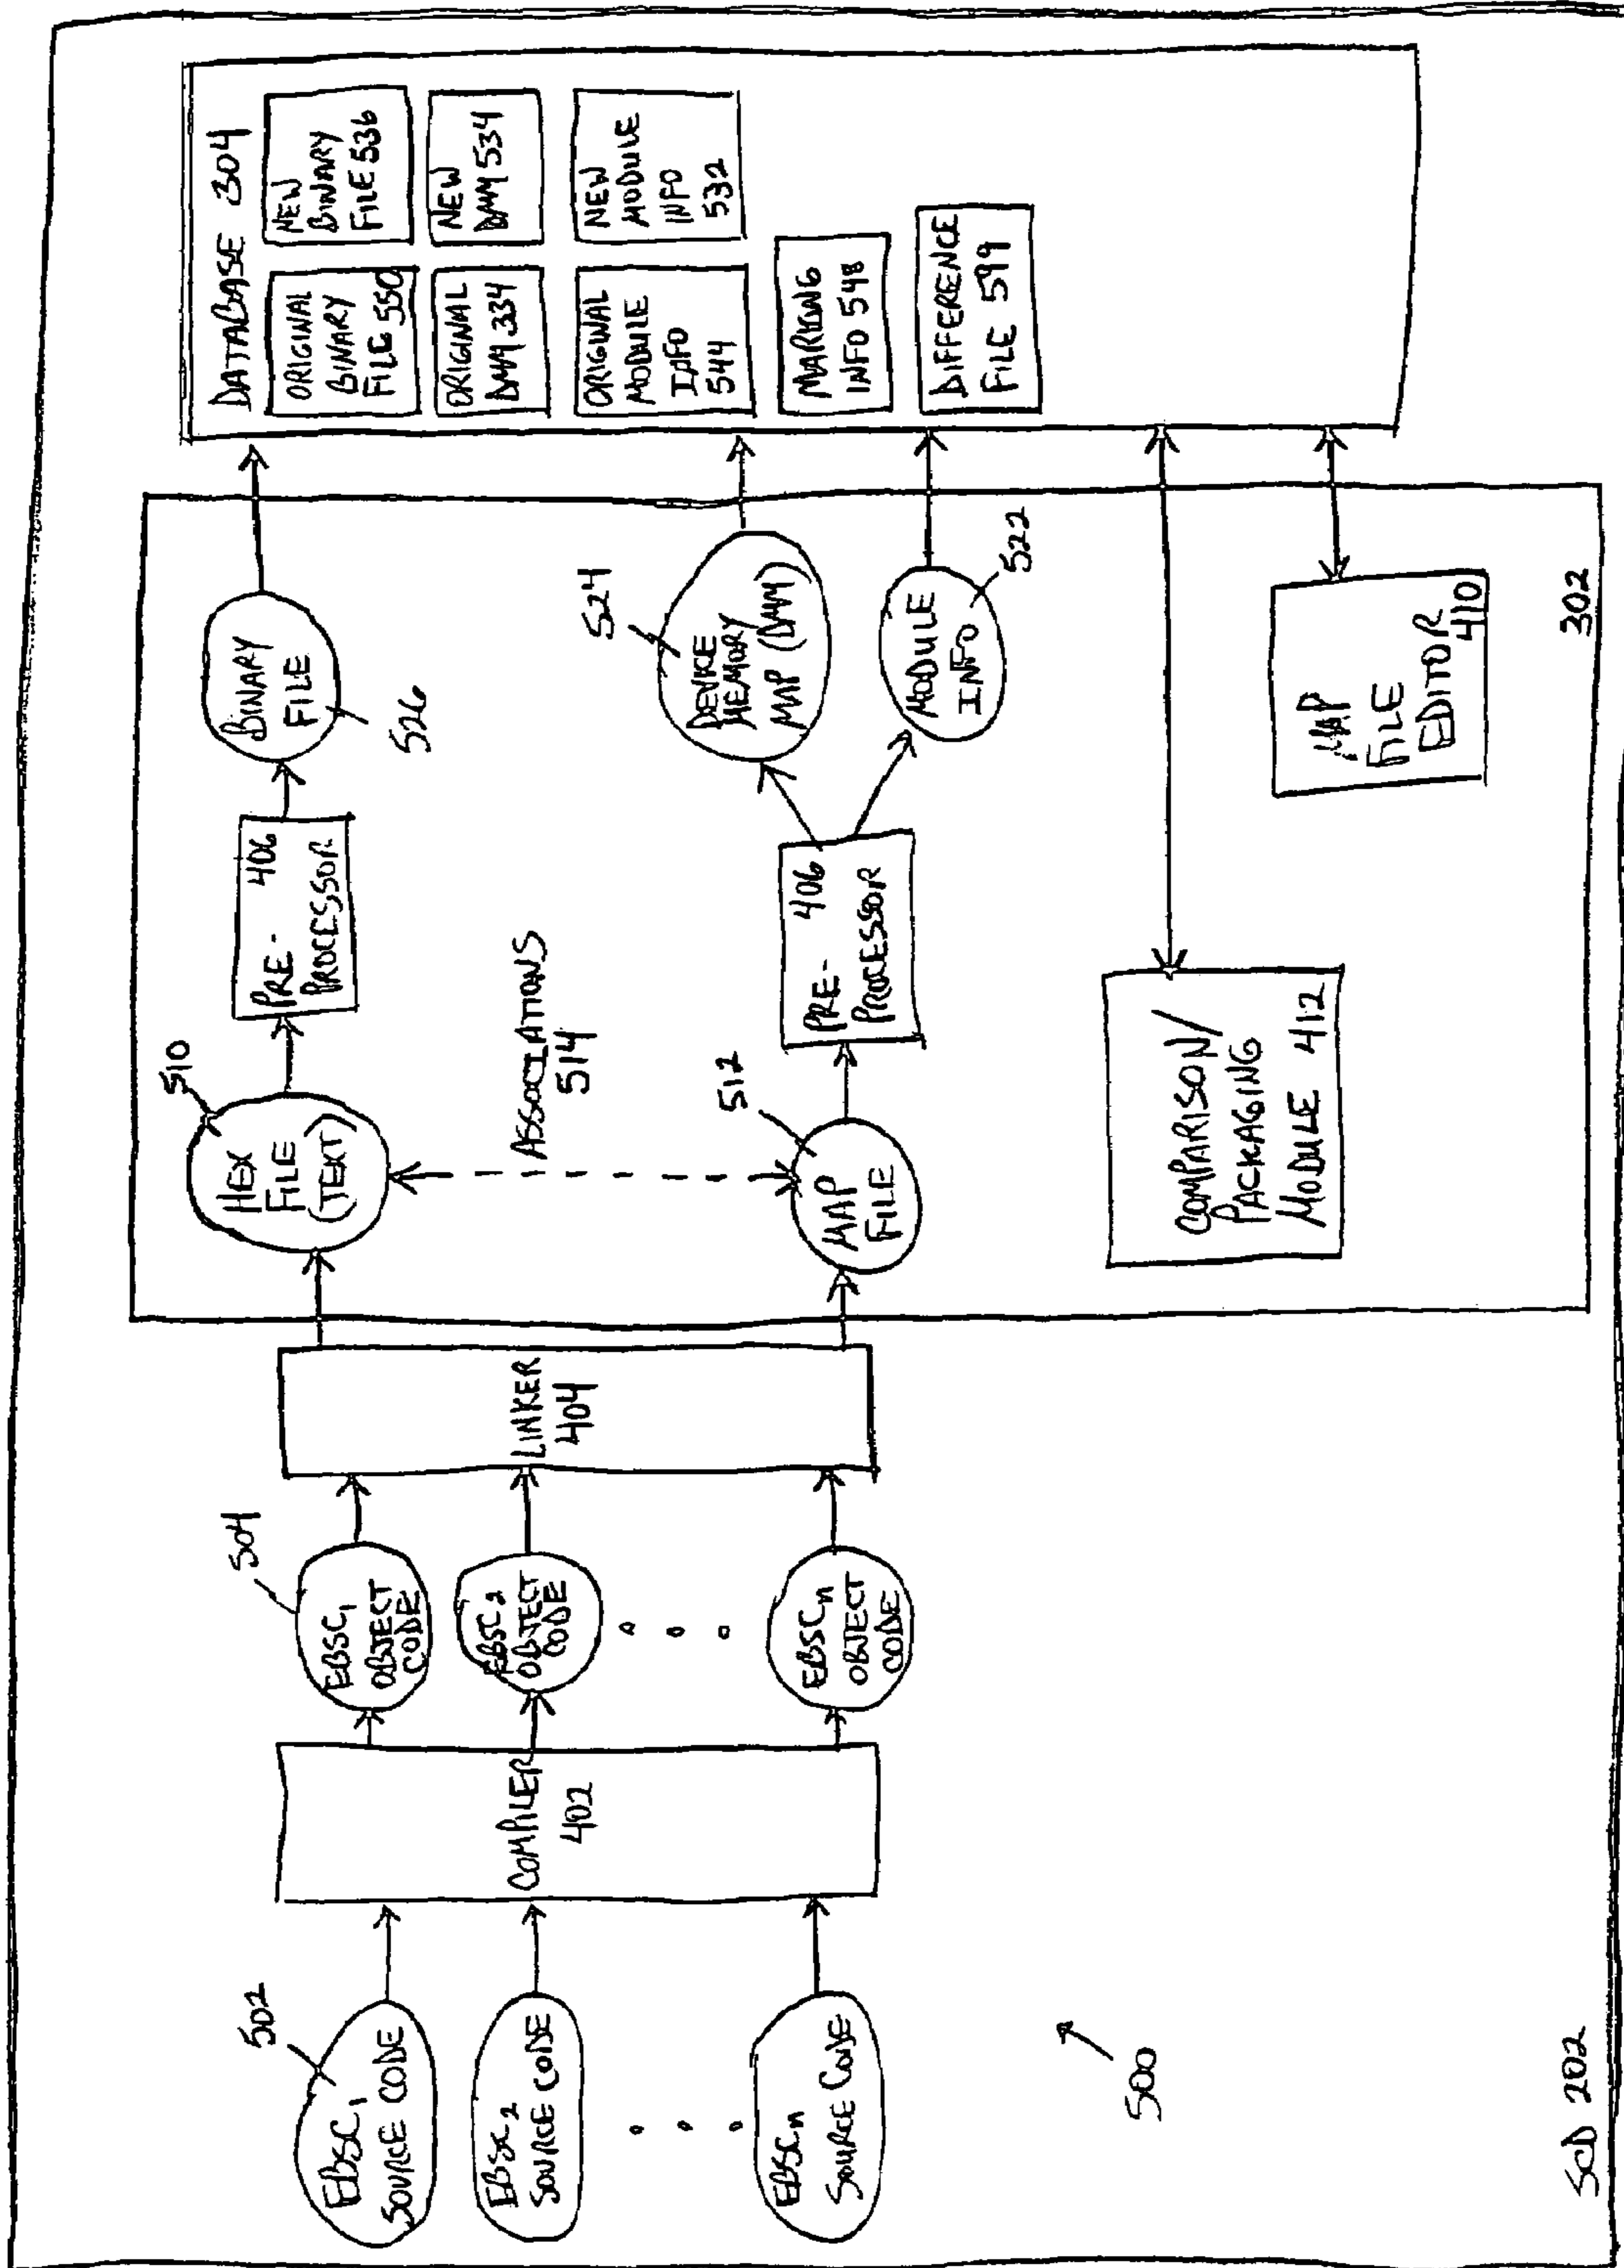 502
EBSC1
SOURCE CODE
EBSC2
SOURCE CODE
EBSCn
SOURCE CODE
COMPILER
402
504
EBSC1
OBJECT
CODE
EBSC2
OBJECT
CODE
EBSCn
OBJECT
CODE
LINKER
404
510
HEX
FILE
(TEXT)
ASSOCIATIONS
514
512
MAP
FILE
PRE- 406
PROCESSOR
PRE- 406
PROCESSOR
BINARY
FILE
526
524
DEVICE
MEMORY
MAP (DMM)
MODULE
INFO
522
COMPARISON/
PACKAGING
MODULE 412
MAP
FILE
EDITOR
410
302
DATABASE 304
ORIGINAL
BINARY
FILE 550
NEW
BINARY
FILE 536
ORIGINAL
DMM 334
NEW
DMM 534
ORIGINAL
MODULE
INFO
544
NEW
MODULE
INFO
532
MARKING
INFO 548
DIFFERENCE
FILE 599
500
SCD 202